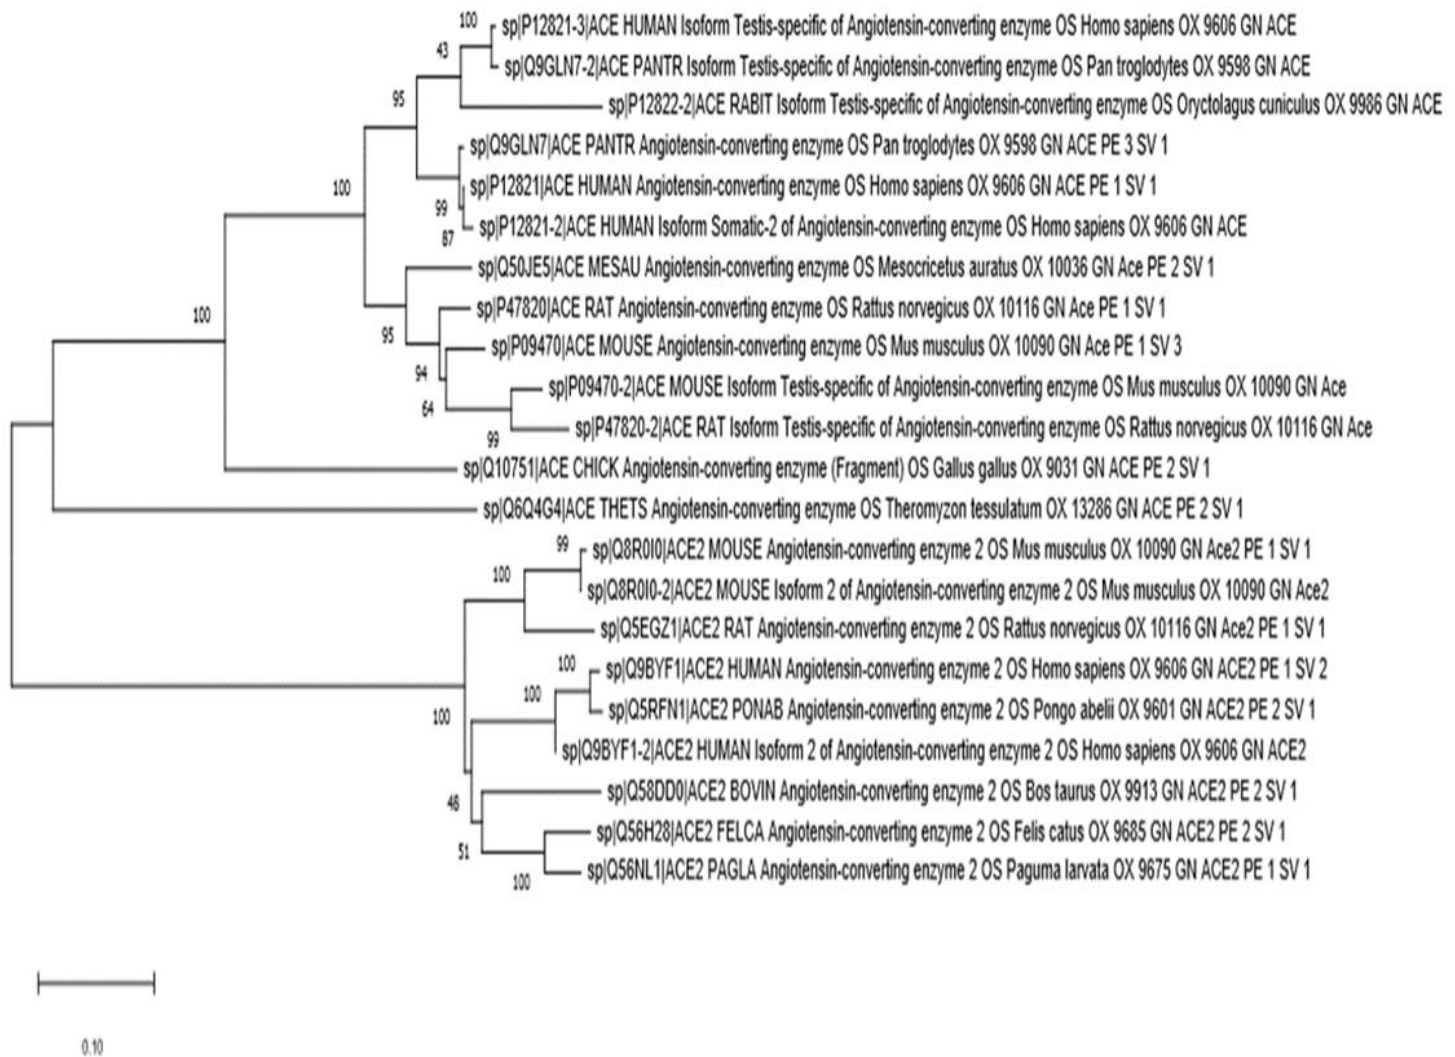 100
sp|P12821-3|ACE HUMAN Isoform Testis-specific of Angiotensin-converting enzyme OS Homo sapiens OX 9606 GN ACE
43
sp|Q9GLN7-2|ACE PANTR Isoform Testis-specific of Angiotensin-converting enzyme OS Pan troglodytes OX 9598 GN ACE
95
sp|P12822-2|ACE RABIT Isoform Testis-specific of Angiotensin-converting enzyme OS Oryctolagus cuniculus OX 9986 GN ACE
sp|Q9GLN7|ACE PANTR Angiotensin-converting enzyme OS Pan troglodytes OX 9598 GN ACE PE 3 SV 1
100
sp|P12821|ACE HUMAN Angiotensin-converting enzyme OS Homo sapiens OX 9606 GN ACE PE 1 SV 1
99
sp|P12821-2|ACE HUMAN Isoform Somatic-2 of Angiotensin-converting enzyme OS Homo sapiens OX 9606 GN ACE
87
sp|Q50JE5|ACE MESAU Angiotensin-converting enzyme OS Mesocricetus auratus OX 10036 GN Ace PE 2 SV 1
sp|P47820|ACE RAT Angiotensin-converting enzyme OS Rattus norvegicus OX 10116 GN Ace PE 1 SV 1
100
95
sp|P09470|ACE MOUSE Angiotensin-converting enzyme OS Mus musculus OX 10090 GN Ace PE 1 SV 3
94
sp|P09470-2|ACE MOUSE Isoform Testis-specific of Angiotensin-converting enzyme OS Mus musculus OX 10090 GN Ace
64
sp|P47820-2|ACE RAT Isoform Testis-specific of Angiotensin-converting enzyme OS Rattus norvegicus OX 10116 GN Ace
99
sp|Q10751|ACE CHICK Angiotensin-converting enzyme (Fragment) OS Gallus gallus OX 9031 GN ACE PE 2 SV 1
sp|Q6Q4G4|ACE THETS Angiotensin-converting enzyme OS Theromyzon tessulatum OX 13286 GN ACE PE 2 SV 1
99
sp|Q8R0I0|ACE2 MOUSE Angiotensin-converting enzyme 2 OS Mus musculus OX 10090 GN Ace2 PE 1 SV 1
100
sp|Q8R0I0-2|ACE2 MOUSE Isoform 2 of Angiotensin-converting enzyme 2 OS Mus musculus OX 10090 GN Ace2
sp|Q5EGZ1|ACE2 RAT Angiotensin-converting enzyme 2 OS Rattus norvegicus OX 10116 GN Ace2 PE 1 SV 1
100
sp|Q9BYF1|ACE2 HUMAN Angiotensin-converting enzyme 2 OS Homo sapiens OX 9606 GN ACE2 PE 1 SV 2
100
sp|Q5RFN1|ACE2 PONAB Angiotensin-converting enzyme 2 OS Pongo abelii OX 9601 GN ACE2 PE 2 SV 1
100
sp|Q9BYF1-2|ACE2 HUMAN Isoform 2 of Angiotensin-converting enzyme 2 OS Homo sapiens OX 9606 GN ACE2
sp|Q58DD0|ACE2 BOVIN Angiotensin-converting enzyme 2 OS Bos taurus OX 9913 GN ACE2 PE 2 SV 1
48
sp|Q56H28|ACE2 FELCA Angiotensin-converting enzyme 2 OS Felis catus OX 9685 GN ACE2 PE 2 SV 1
51
sp|Q56NL1|ACE2 PAGLA Angiotensin-converting enzyme 2 OS Paguma larvata OX 9675 GN ACE2 PE 1 SV 1
100
0.10